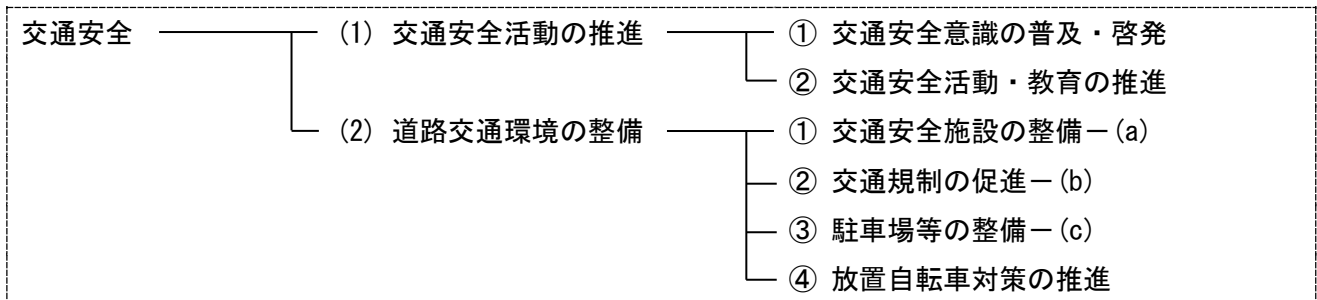 交通安全 (1) 交通安全活動の推進 ① 交通安全意識の普及・啓発
② 交通安全活動・教育の推進
(2) 道路交通環境の整備 ① 交通安全施設の整備－(a)
② 交通規制の促進－(b)
③ 駐車場等の整備－(c)
④ 放置自転車対策の推進